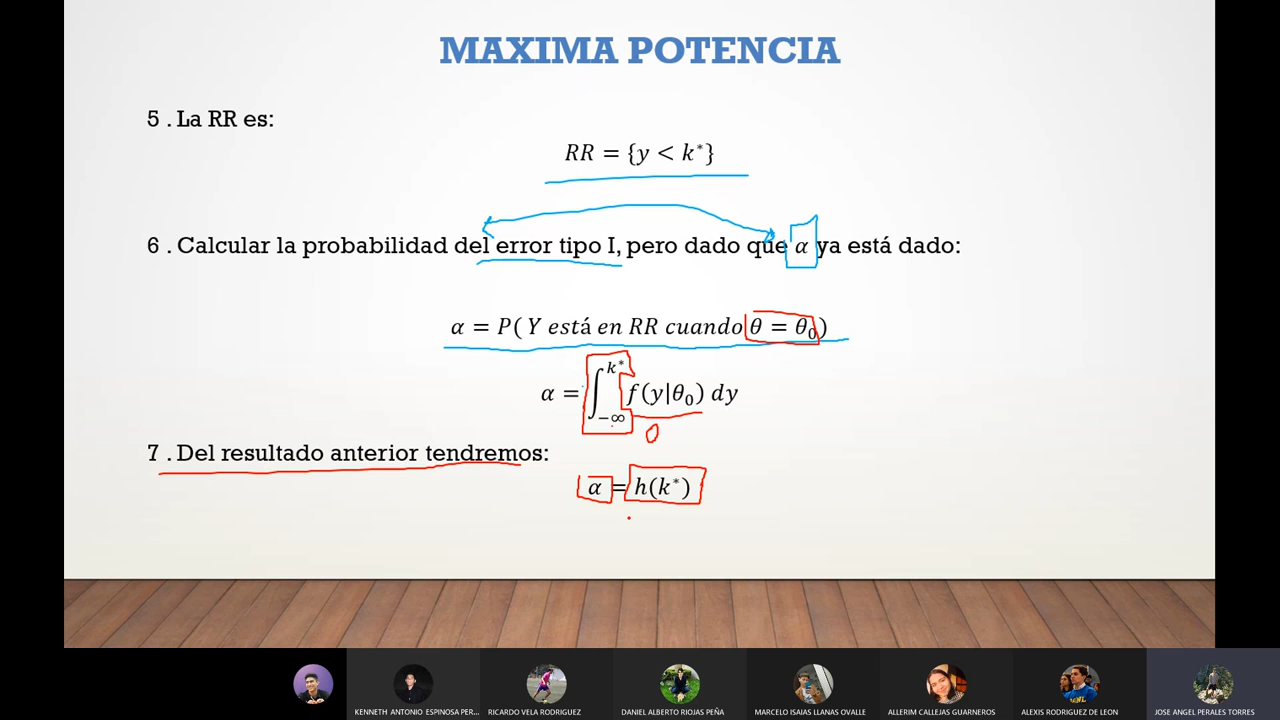 MAXIMA POTENCIA
5 . La RR es:
RR = {y < k*}
6 . Calcular la probabilidad del error tipo I, pero dado que α ya está dado:
α = P( Y está en RR cuando θ = θ₀)
α = ∫_{−∞}^{k*} f(y|θ₀) dy
0
7 . Del resultado anterior tendremos:
α = h(k*)
KENNETH ANTONIO ESPINOSA PER...
RICARDO VELA RODRIGUEZ
DANIEL ALBERTO RIOJAS PEÑA
MARCELO ISAIAS LLANAS OVALLE
ALLERIM CALLEJAS GUARNEROS
ALEXIS RODRIGUEZ DE LEON
JOSE ANGEL PERALES TORRES